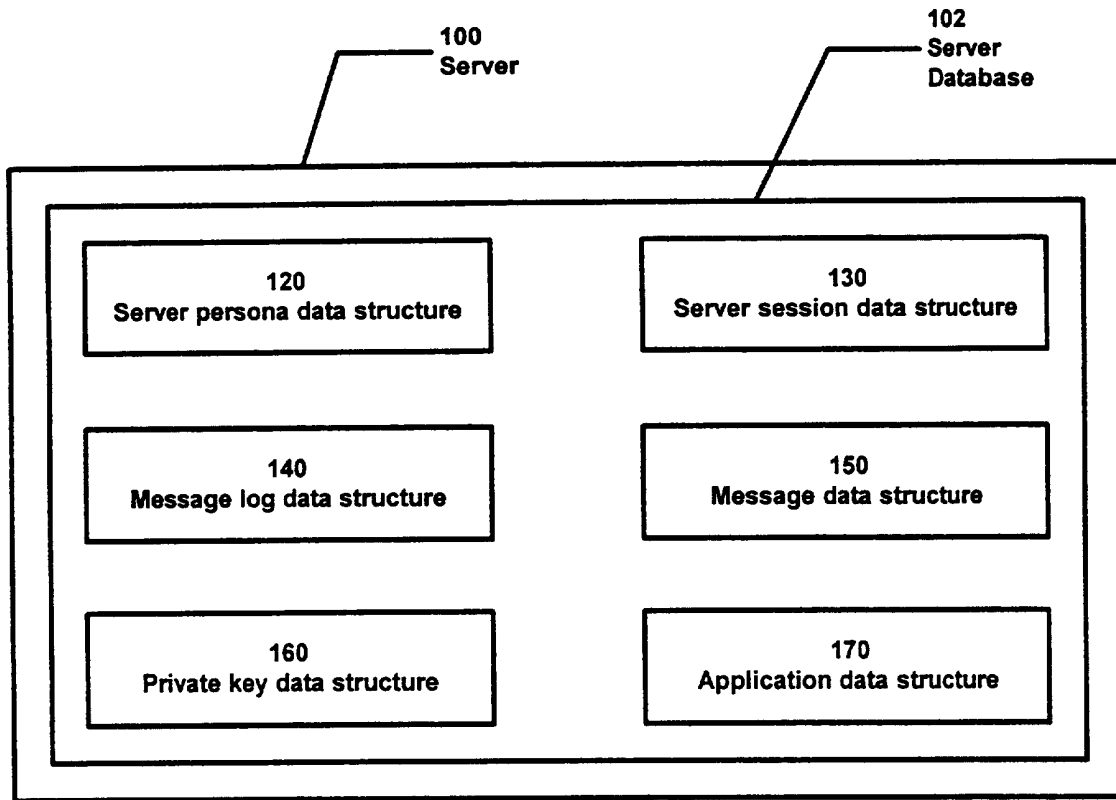 100
Server
102
Server
Database
120
Server persona data structure
130
Server session data structure
140
Message log data structure
150
Message data structure
160
Private key data structure
170
Application data structure